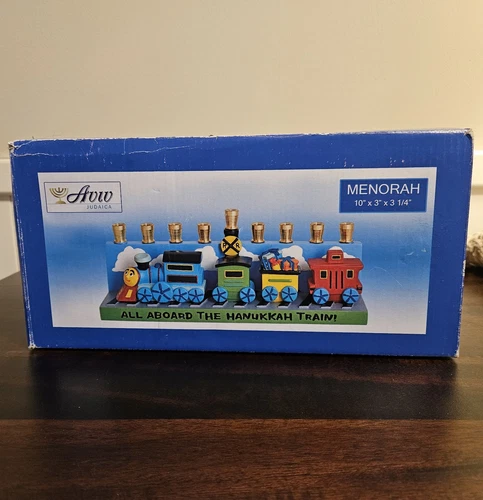 Aviv
JUDAICA
MENORAH
10" x 3" x 3 1/4"
ALL ABOARD THE HANUKKAH TRAIN!